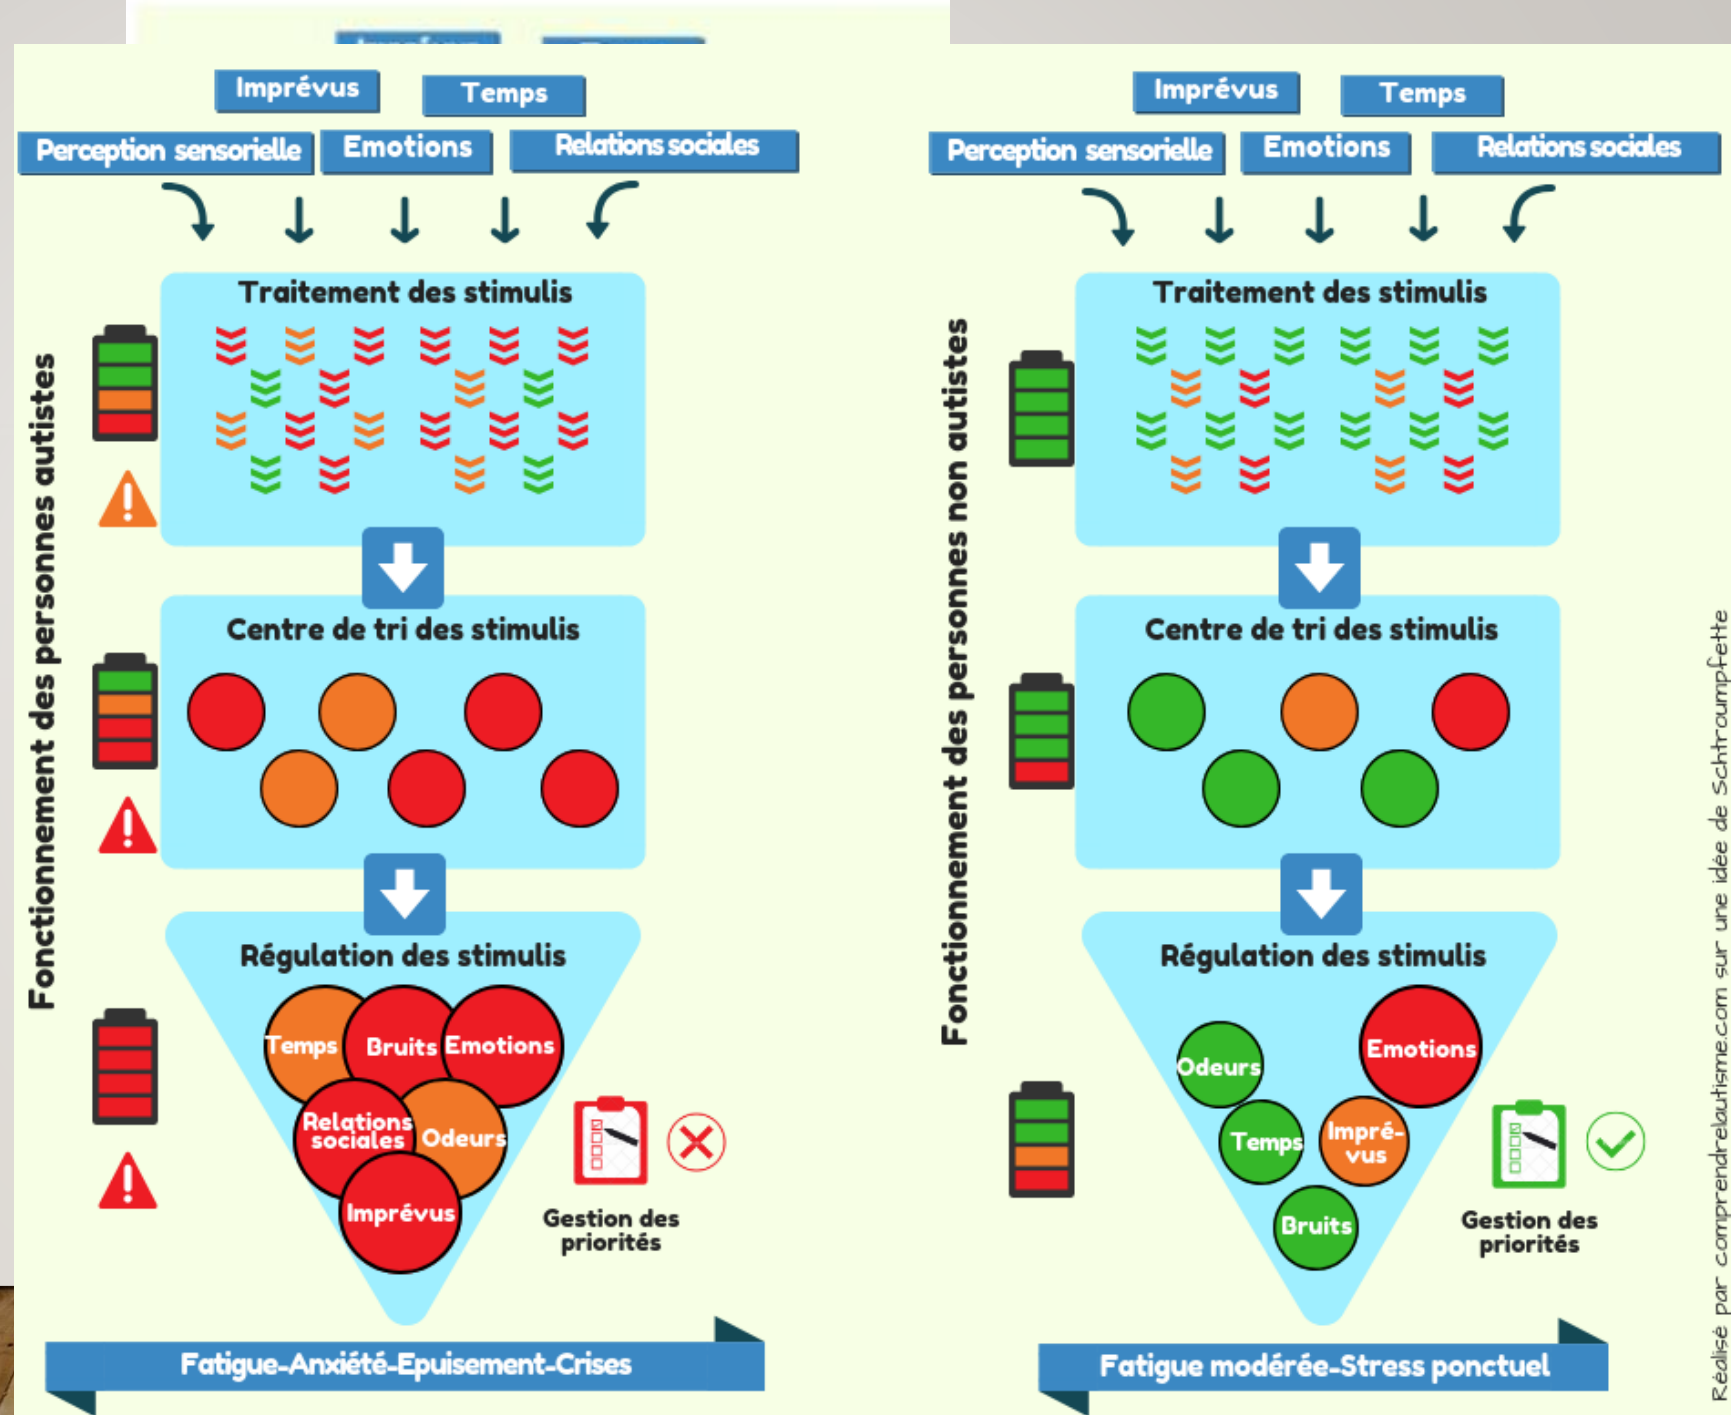 Imprévus
Temps
Perception sensorielle
Emotions
Relations sociales
Fonctionnement des personnes autistes
Traitement des stimulis
Centre de tri des stimulis
Régulation des stimulis
Temps
Bruits
Emotions
Relations
sociales
Odeurs
Imprévus
Gestion des
priorités
Fatigue-Anxiété-Epuisement-Crises
Imprévus
Temps
Perception sensorielle
Emotions
Relations sociales
Fonctionnement des personnes non autistes
Traitement des stimulis
Centre de tri des stimulis
Régulation des stimulis
Odeurs
Emotions
Temps
Impré-
vus
Bruits
Gestion des
priorités
Fatigue modérée-Stress ponctuel
Réalisé par comprendrelautisme.com sur une idée de Schtroumpfette